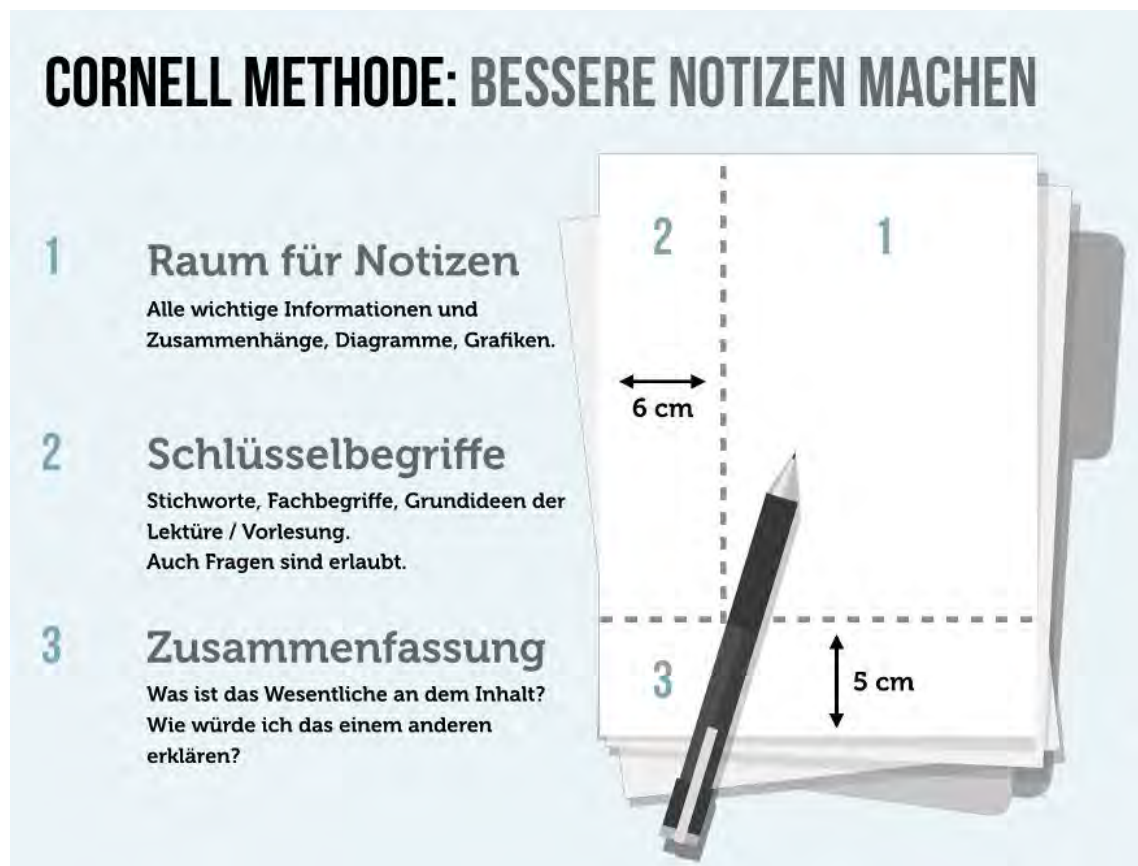 CORNELL METHODE: BESSERE NOTIZEN MACHEN
1
Raum für Notizen
Alle wichtige Informationen und
Zusammenhänge, Diagramme, Grafiken.
2
Schlüsselbegriffe
Stichworte, Fachbegriffe, Grundideen der
Lektüre / Vorlesung.
Auch Fragen sind erlaubt.
3
Zusammenfassung
Was ist das Wesentliche an dem Inhalt?
Wie würde ich das einem anderen
erklären?
2
1
6 cm
3
5 cm